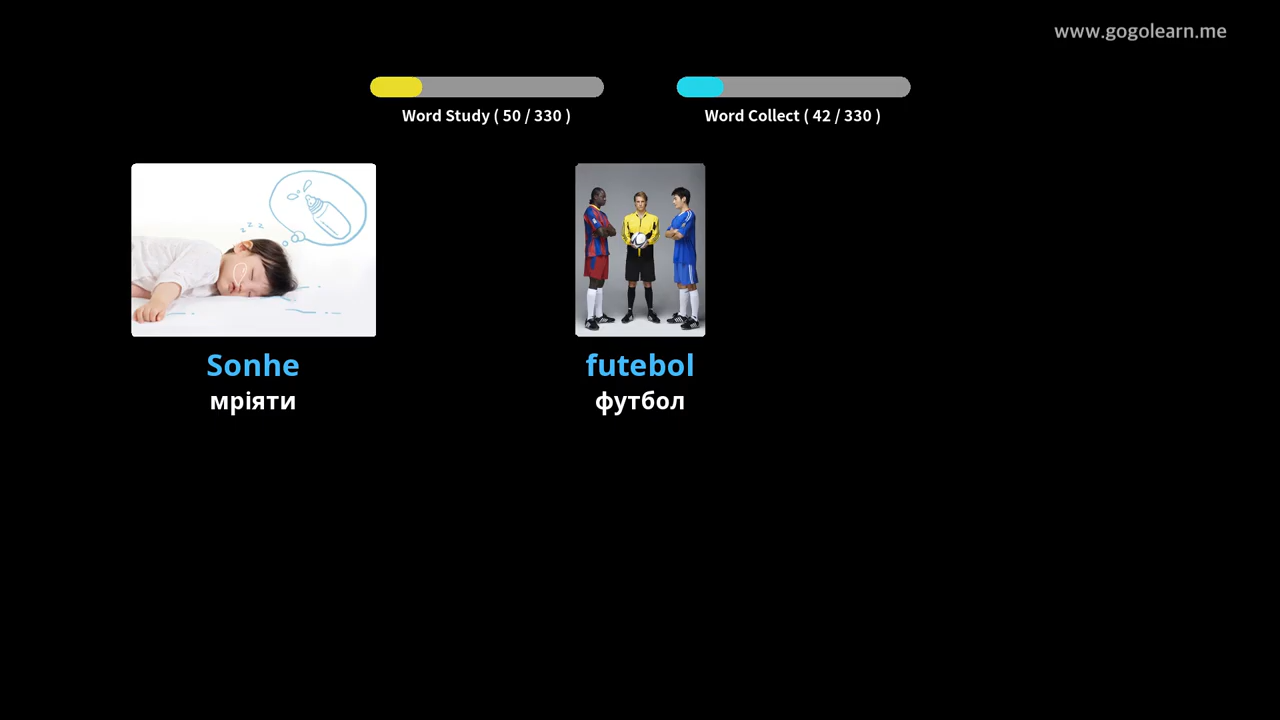 www.gogolearn.me
Word Study ( 50 / 330 )
Word Collect ( 42 / 330 )
z z z
Sonhe
мріяти
futebol
футбол